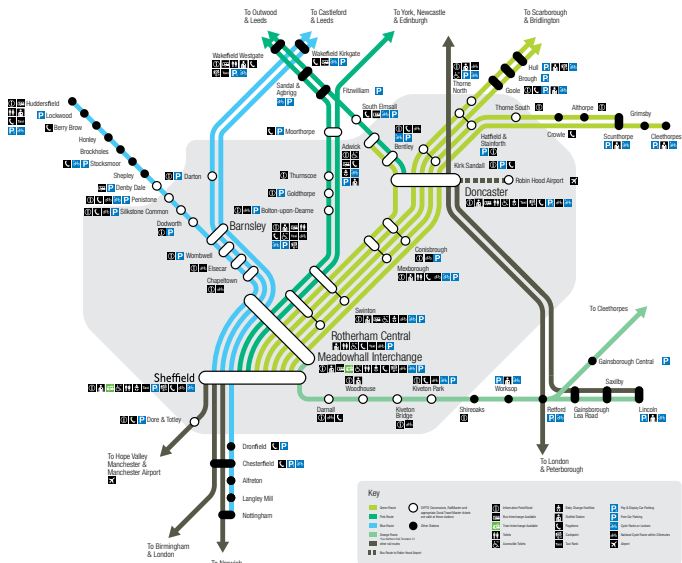 To Outwood
& Leeds
To Castleford
& Leeds
To York, Newcastle
& Edinburgh
To Scarborough
& Bridlington
Wakefield Westgate
Wakefield Kirkgate
Sandal &
Agbrigg
Fitzwilliam
South Elmsall
Moorthorpe
Adwick
Bentley
Thorne
North
Hull
Brough
Goole
Thorne South
Althorpe
Grimsby
Crowle
Scunthorpe
Cleethorpes
Hatfield &
Stainforth
Kirk Sandall
Robin Hood Airport
Doncaster
Huddersfield
Lockwood
Berry Brow
Honley
Brockholes
Stocksmoor
Shepley
Denby Dale
Penistone
Silkstone Common
Dodworth
Darton
Barnsley
Wombwell
Elsecar
Chapeltown
Thurnscoe
Goldthorpe
Bolton-upon-Dearne
Conisbrough
Mexborough
Swinton
Rotherham Central
Meadowhall Interchange
Sheffield
To Cleethorpes
Gainsborough Central
Woodhouse
Kiveton Park
Worksop
Saxilby
Darnall
Kiveton
Bridge
Shireoaks
Retford
Gainsborough
Lea Road
Lincoln
Dore & Totley
To Hope Valley
Manchester &
Manchester Airport
Dronfield
Chesterfield
Alfreton
Langley Mill
Nottingham
To London
& Peterborough
To Birmingham
& London
To Norwich
Key